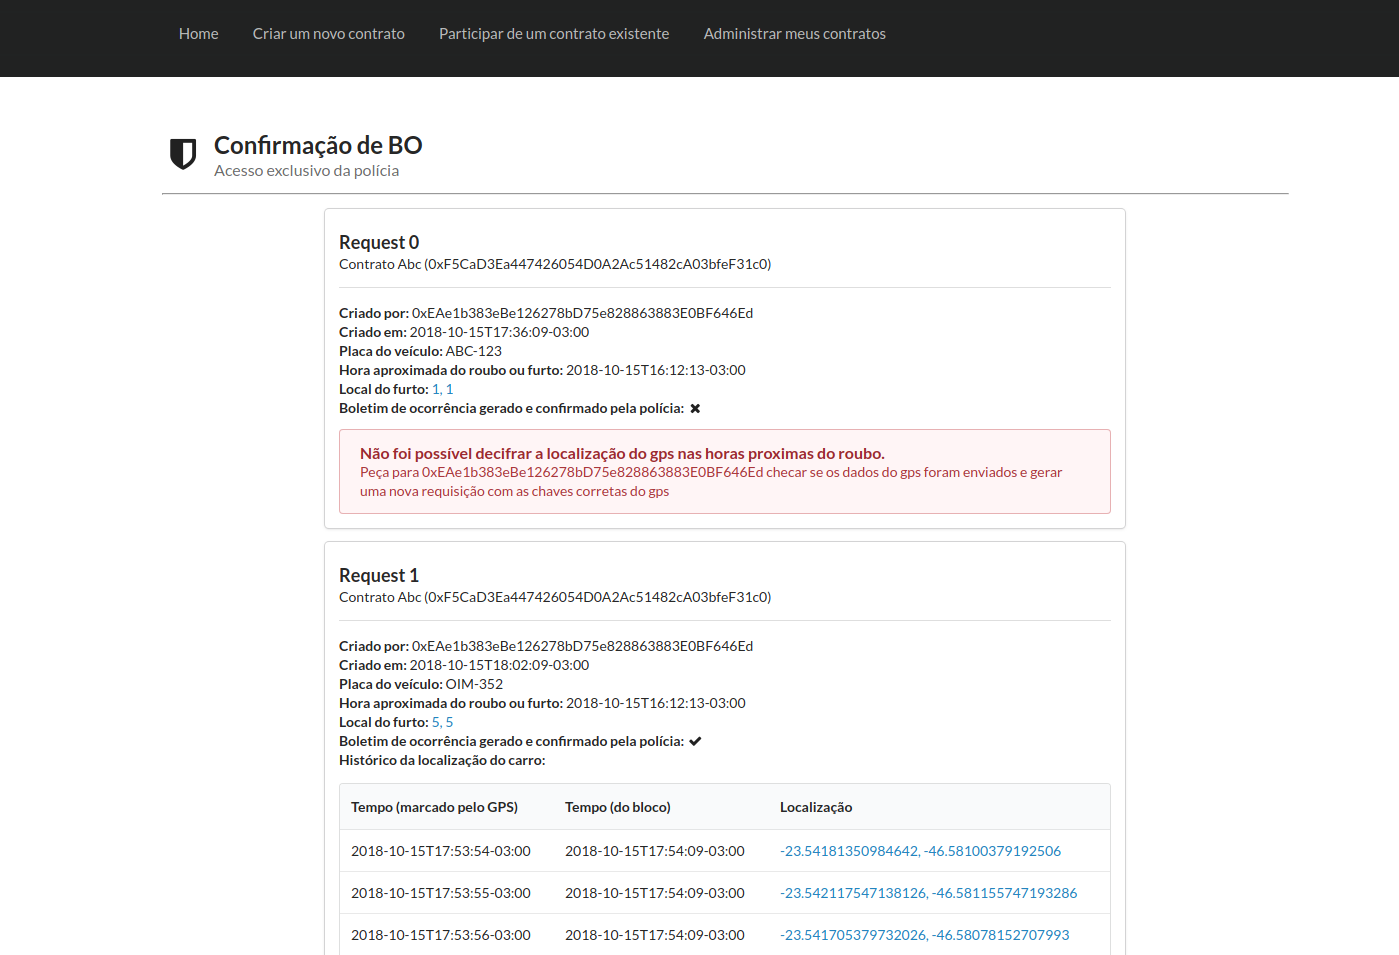 Home Criar um novo contrato Participar de um contrato existente Administrar meus contratos
Confirmação de BO
Acesso exclusivo da polícia
Request 0
Contrato Abc (0xF5CaD3Ea447426054D0A2Ac51482cA03bfeF31c0)
Criado por: 0xEAe1b383eBe126278bD75e828863883E0BF646Ed
Criado em: 2018-10-15T17:36:09-03:00
Placa do veículo: ABC-123
Hora aproximada do roubo ou furto: 2018-10-15T16:12:13-03:00
Local do furto: 1, 1
Boletim de ocorrência gerado e confirmado pela polícia: ✖
Não foi possível decifrar a localização do gps nas horas proximas do roubo.
Peça para 0xEAe1b383eBe126278bD75e828863883E0BF646Ed checar se os dados do gps foram enviados e gerar
uma nova requisição com as chaves corretas do gps
Request 1
Contrato Abc (0xF5CaD3Ea447426054D0A2Ac51482cA03bfeF31c0)
Criado por: 0xEAe1b383eBe126278bD75e828863883E0BF646Ed
Criado em: 2018-10-15T18:02:09-03:00
Placa do veículo: OIM-352
Hora aproximada do roubo ou furto: 2018-10-15T16:12:13-03:00
Local do furto: 5, 5
Boletim de ocorrência gerado e confirmado pela polícia: ✔
Histórico da localização do carro:
Tempo (marcado pelo GPS) Tempo (do bloco) Localização
2018-10-15T17:53:54-03:00 2018-10-15T17:54:09-03:00 -23.54181350984642, -46.58100379192506
2018-10-15T17:53:55-03:00 2018-10-15T17:54:09-03:00 -23.542117547138126, -46.581155747193286
2018-10-15T17:53:56-03:00 2018-10-15T17:54:09-03:00 -23.541705379732026, -46.58078152707993